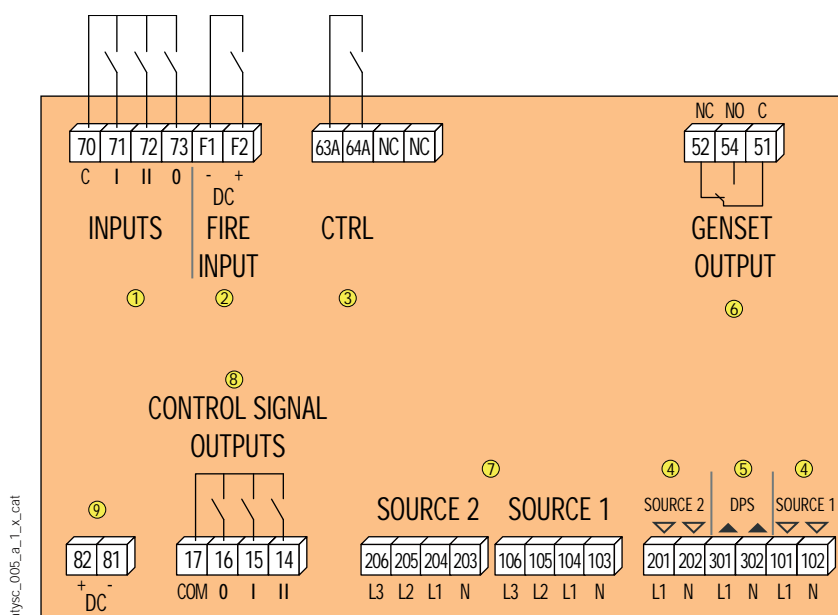 NC NO C
70 71 72 73 F1 F2
63A 64A NC NC
52 54 51
C I II 0 - +
DC
INPUTS
FIRE
INPUT
CTRL
GENSET
OUTPUT
1
2
3
6
8
CONTROL SIGNAL
OUTPUTS
7
4
5
4
9
SOURCE 2
SOURCE 1
SOURCE 2
DPS
SOURCE 1
82 81
17 16 15 14
206 205 204 203
106 105 104 103
201 202 301 302 101 102
+ -
DC
COM 0 I II
L3 L2 L1 N
L3 L2 L1 N
L1 N L1 N L1 N